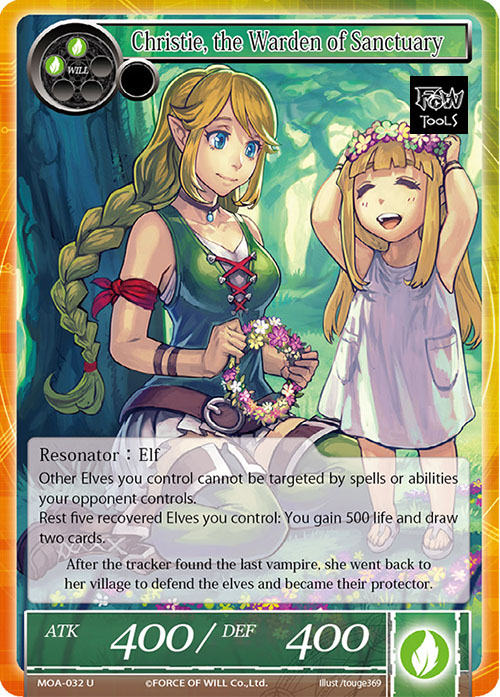 Christie, the Warden of Sanctuary
WILL
FOW
TOOLS
Resonator : Elf
Other Elves you control cannot be targeted by spells or abilities
your opponent controls.
Rest five recovered Elves you control: You gain 500 life and draw
two cards.
After the tracker found the last vampire, she went back to
her village to defend the elves and became their protector.
ATK 400 / DEF 400
MOA-032 U ©FORCE OF WILL Co.,Ltd. Illust/touge369